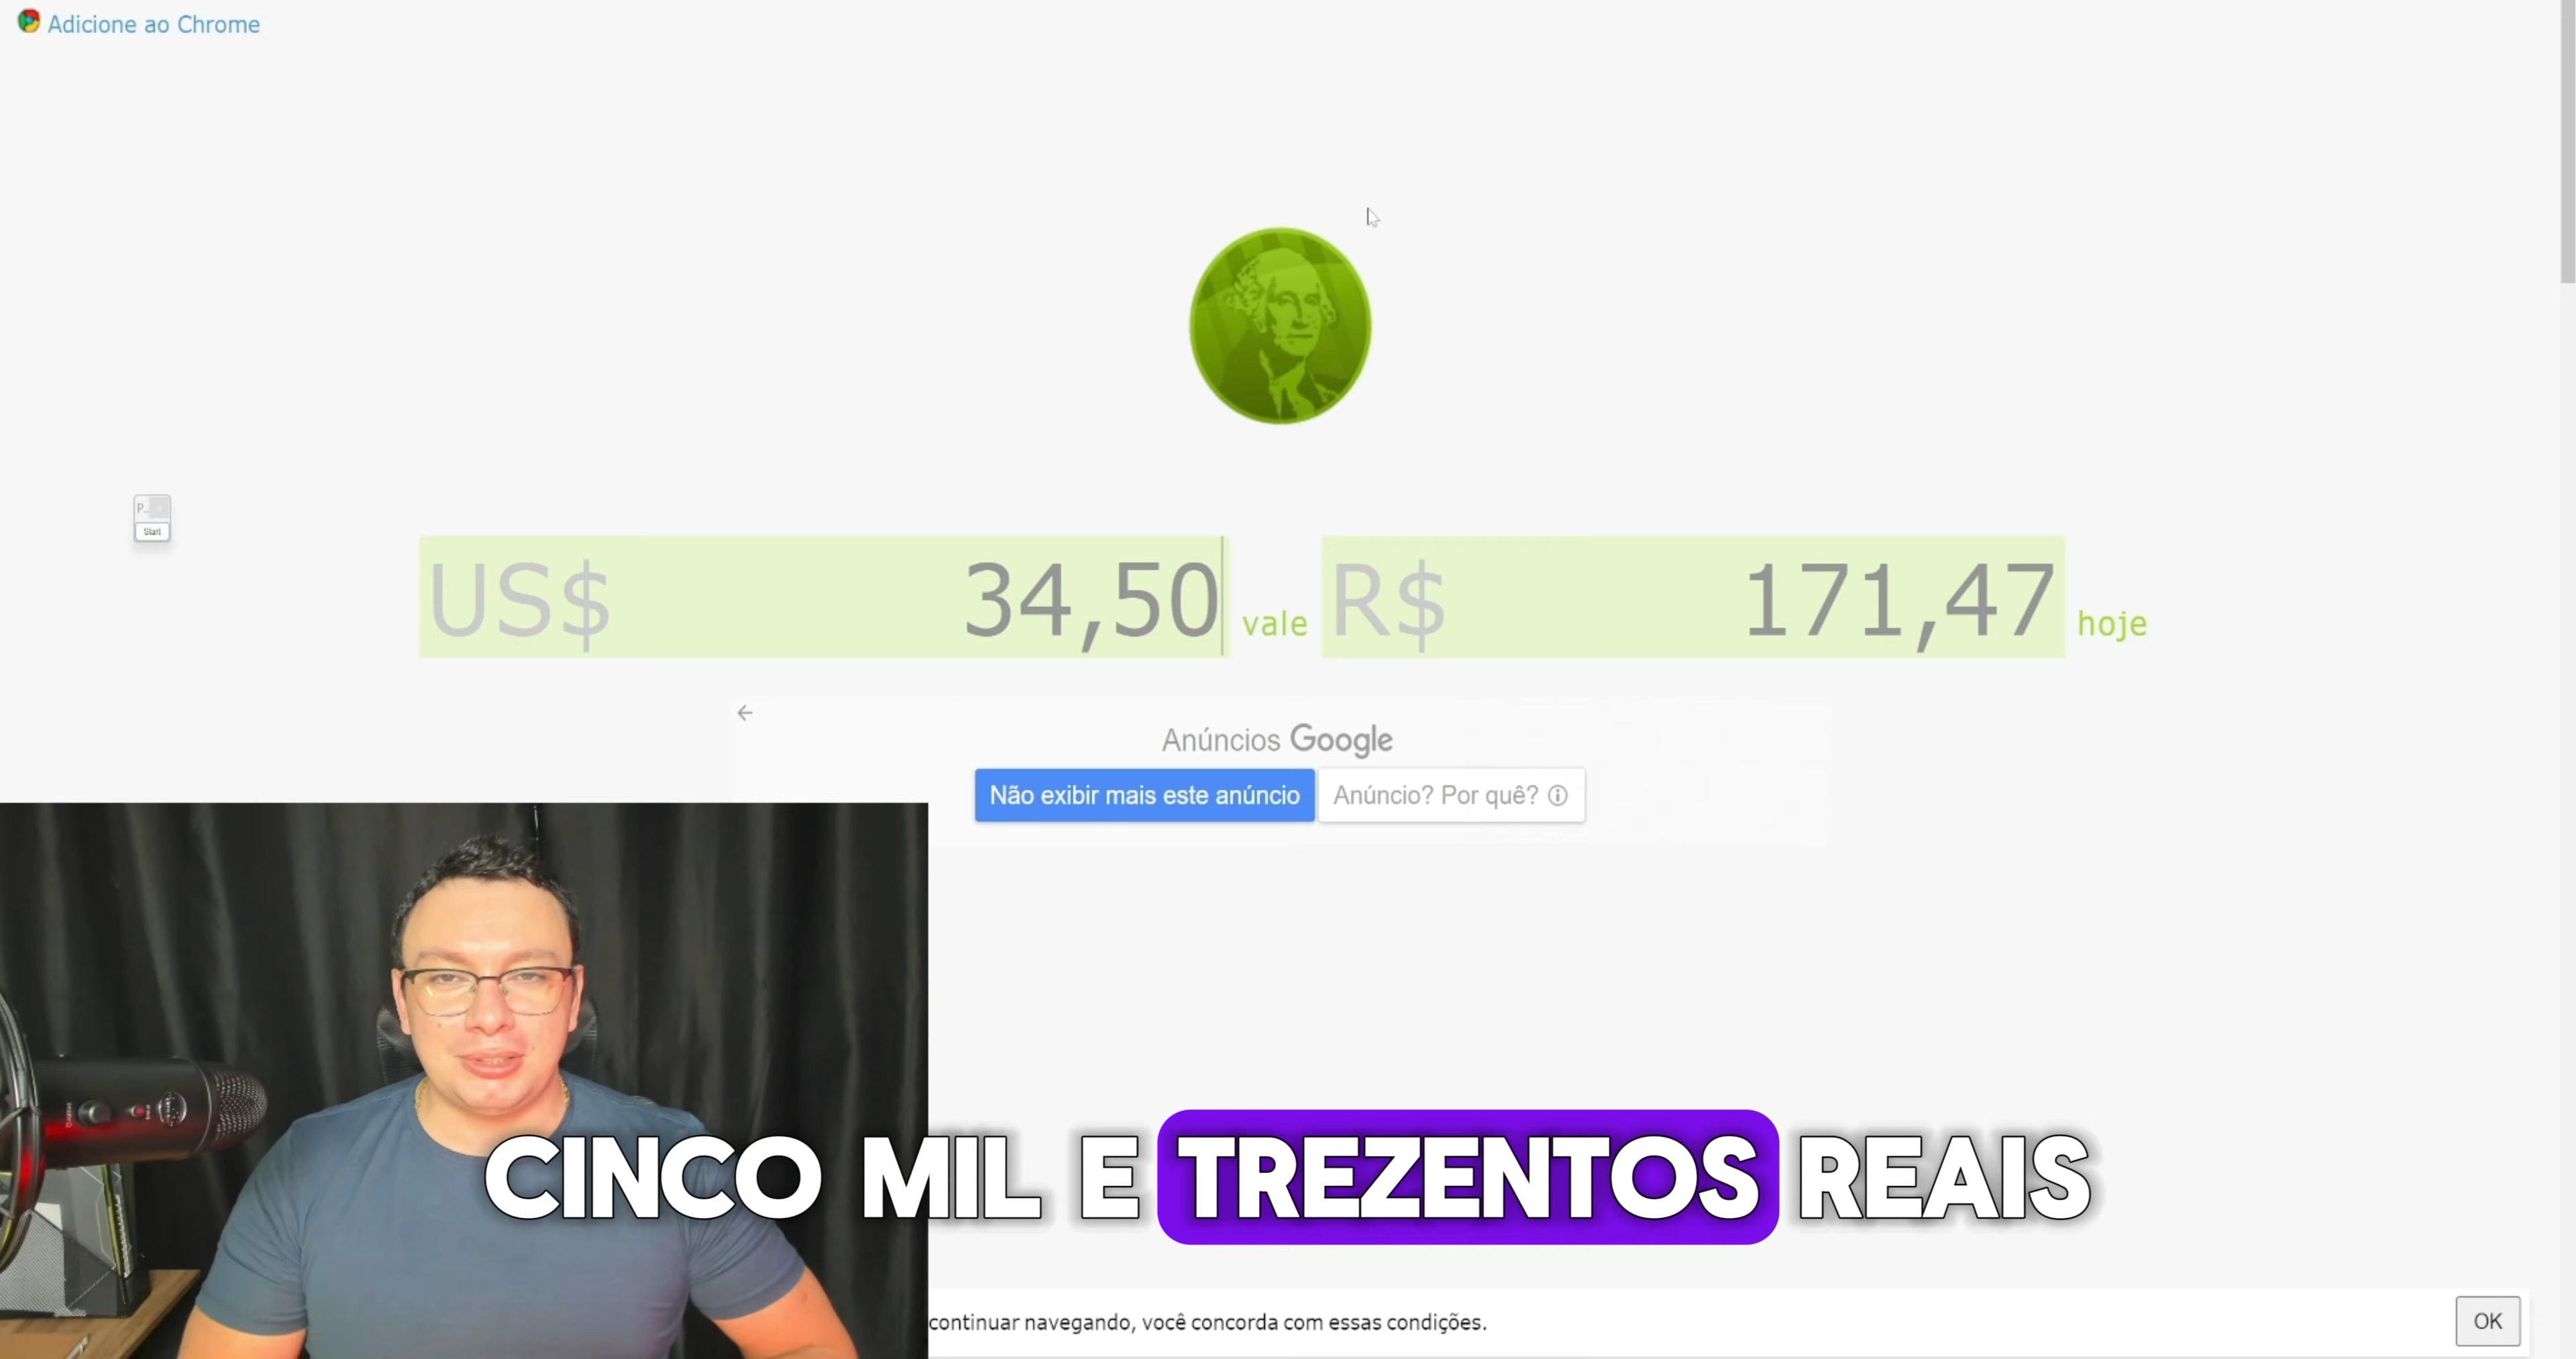 Adicione ao Chrome
P..
Start
US$ 34,50 vale R$ 171,47 hoje
Anúncios Google
Não exibir mais este anúncio
Anúncio? Por quê?
CINCO MIL E TREZENTOS REAIS
continuar navegando, você concorda com essas condições.
OK